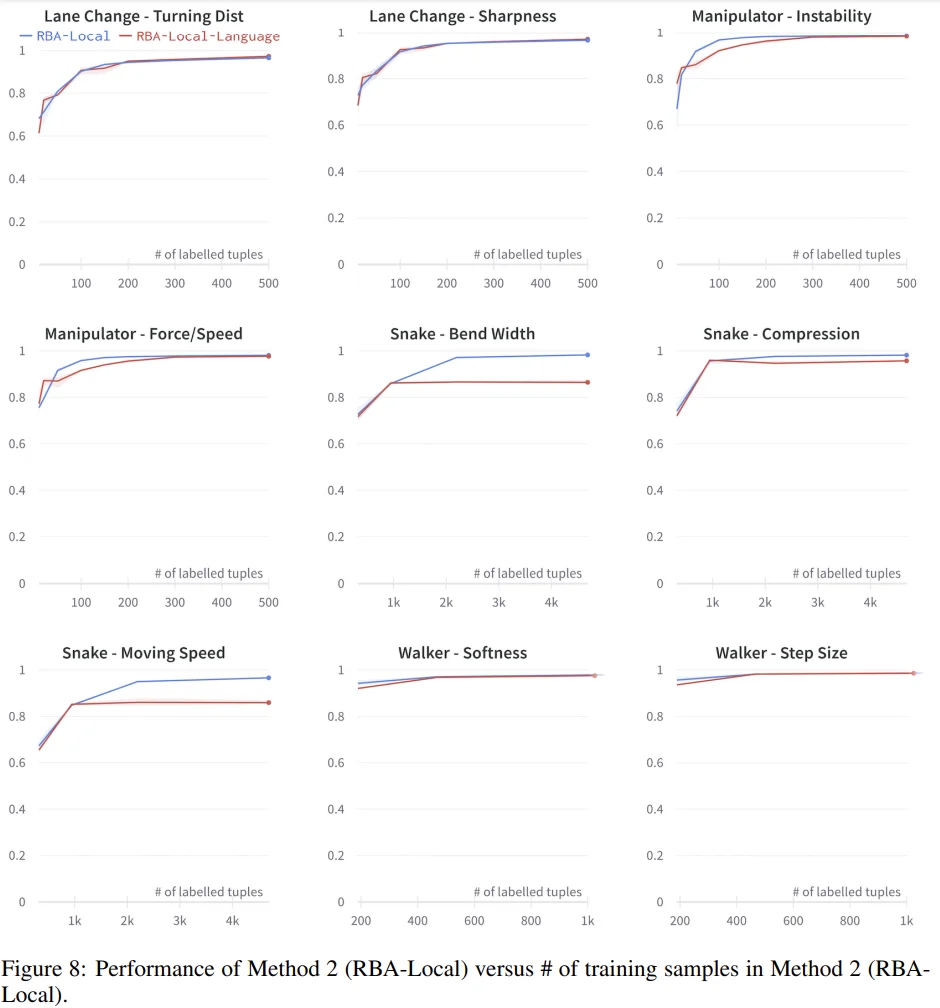 Lane Change - Turning Dist
RBA-Local RBA-Local-Language
1
0.8
0.6
0.4
0.2
0
# of labelled tuples
100 200 300 400 500
Lane Change - Sharpness
1
0.8
0.6
0.4
0.2
0
# of labelled tuples
100 200 300 400 500
Manipulator - Instability
1
0.8
0.6
0.4
0.2
0
# of labelled tuples
100 200 300 400 500
Manipulator - Force/Speed
1
0.8
0.6
0.4
0.2
0
# of labelled tuples
100 200 300 400 500
Snake - Bend Width
1
0.8
0.6
0.4
0.2
0
# of labelled tuples
1k 2k 3k 4k
Snake - Compression
1
0.8
0.6
0.4
0.2
0
# of labelled tuples
1k 2k 3k 4k
Snake - Moving Speed
1
0.8
0.6
0.4
0.2
0
# of labelled tuples
1k 2k 3k 4k
Walker - Softness
1
0.8
0.6
0.4
0.2
0
# of labelled tuples
200 400 600 800 1k
Walker - Step Size
1
0.8
0.6
0.4
0.2
0
# of labelled tuples
200 400 600 800 1k
Figure 8: Performance of Method 2 (RBA-Local) versus # of training samples in Method 2 (RBA-
Local).